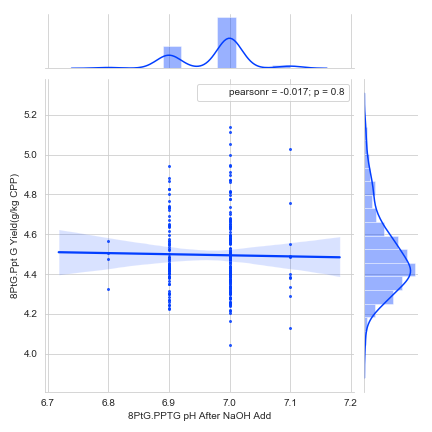 pearsonr = -0.017; p = 0.8
5.2
5.0
4.8
4.6
4.4
4.2
4.0
8PtG.Ppt G Yield(g/kg CPP)
6.7 6.8 6.9 7.0 7.1 7.2
8PtG.PPTG pH After NaOH Add